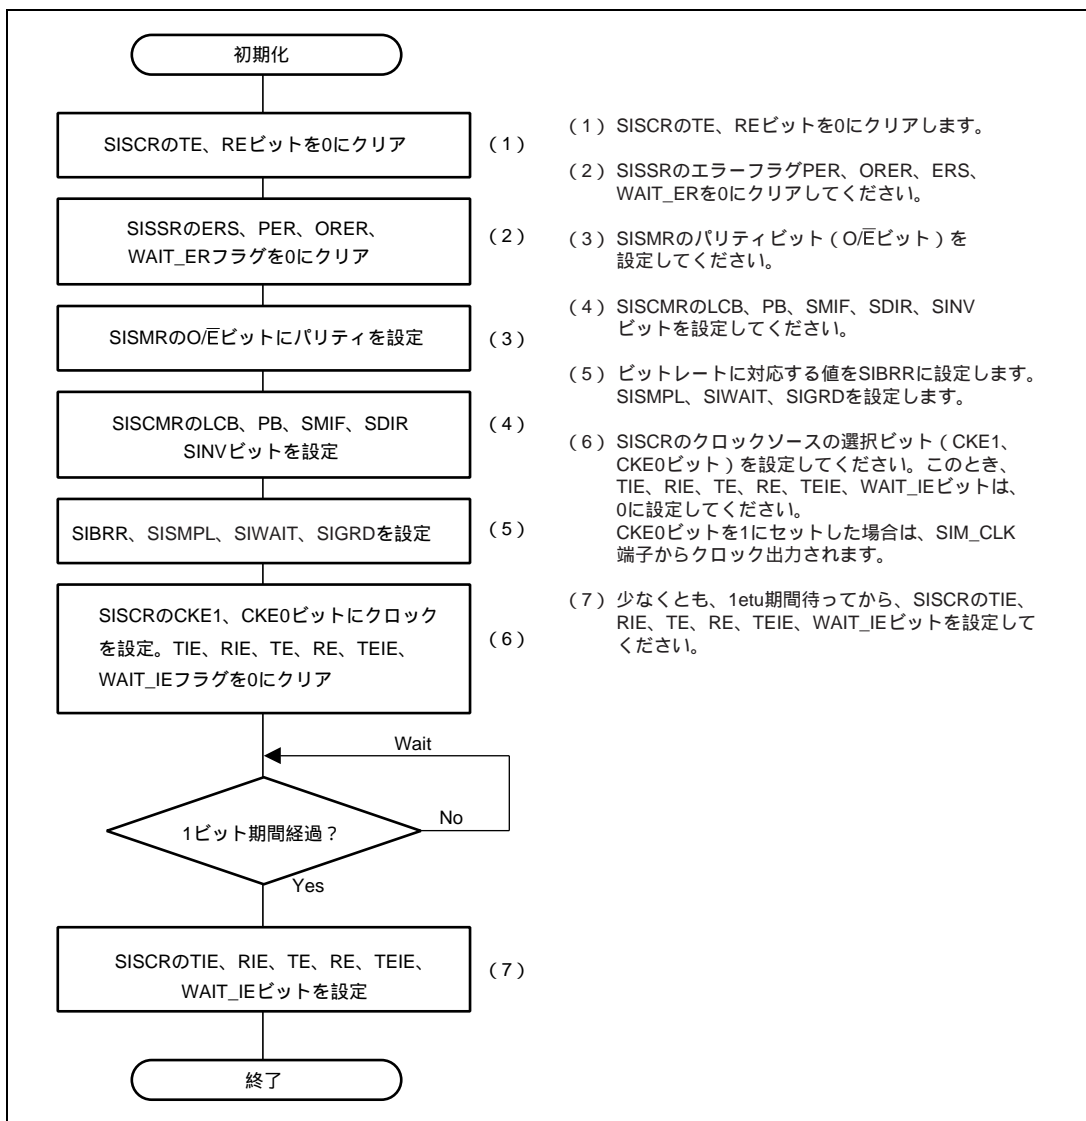 初期化
SISCRのTE、REビットを0にクリア
(1)
SISSRのERS、PER、ORER、
WAIT_ERフラグを0にクリア
(2)
SISMRのO/E̅ビットにパリティを設定
(3)
SISCMRのLCB、PB、SMIF、SDIR
SINVビットを設定
(4)
SIBRR、SISMPL、SIWAIT、SIGRDを設定
(5)
SISCRのCKE1、CKE0ビットにクロック
を設定。TIE、RIE、TE、RE、TEIE、
WAIT_IEフラグを0にクリア
(6)
Wait
1ビット期間経過？
No
Yes
SISCRのTIE、RIE、TE、RE、TEIE、
WAIT_IEビットを設定
(7)
終了
(1) SISCRのTE、REビットを0にクリアします。
(2) SISSRのエラーフラグPER、ORER、ERS、
WAIT_ERを0にクリアしてください。
(3) SISMRのパリティビット(O/E̅ビット)を
設定してください。
(4) SISCMRのLCB、PB、SMIF、SDIR、SINV
ビットを設定してください。
(5) ビットレートに対応する値をSIBRRに設定します。
SISMPL、SIWAIT、SIGRDを設定します。
(6) SISCRのクロックソースの選択ビット(CKE1、
CKE0ビット)を設定してください。このとき、
TIE、RIE、TE、RE、TEIE、WAIT_IEビットは、
0に設定してください。
CKE0ビットを1にセットした場合は、SIM_CLK
端子からクロック出力されます。
(7) 少なくとも、1etu期間待ってから、SISCRのTIE、
RIE、TE、RE、TEIE、WAIT_IEビットを設定して
ください。